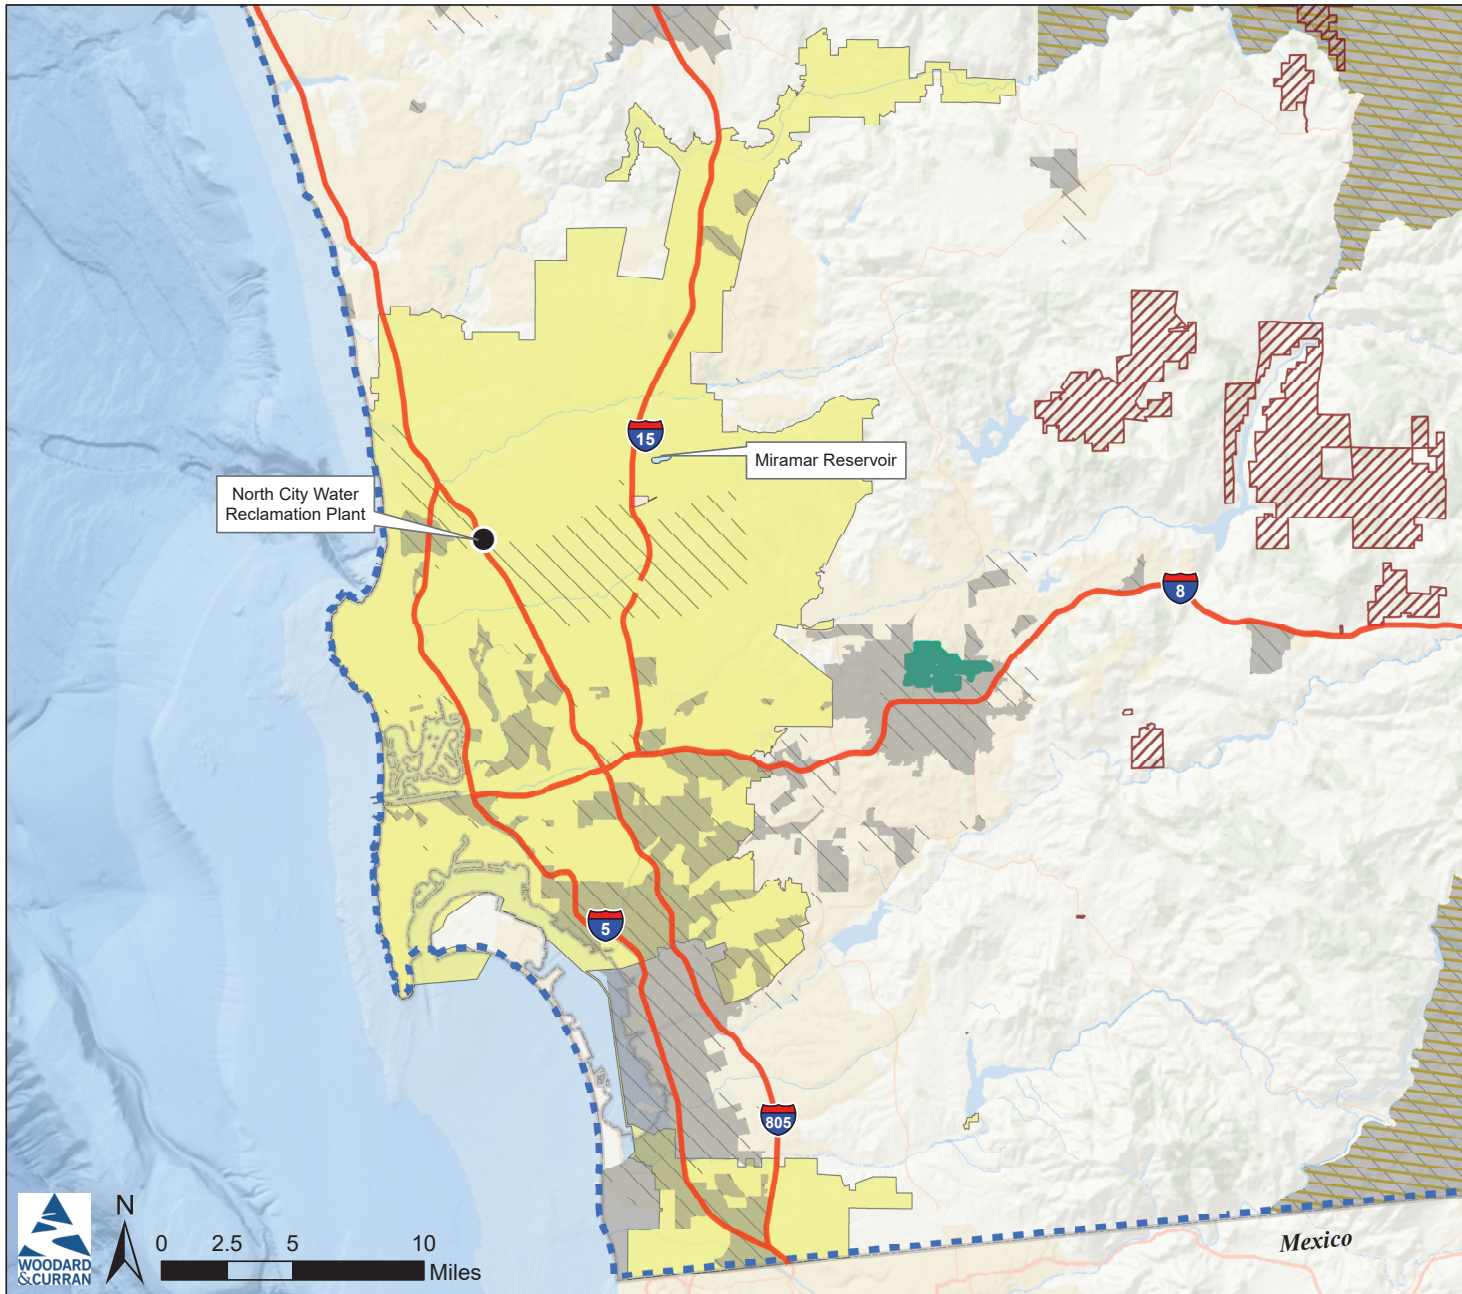 15
Miramar Reservoir
North City Water
Reclamation Plant
8
5
805
Mexico
N
0 2.5 5 10
Miles
WOODARD
&CURRAN